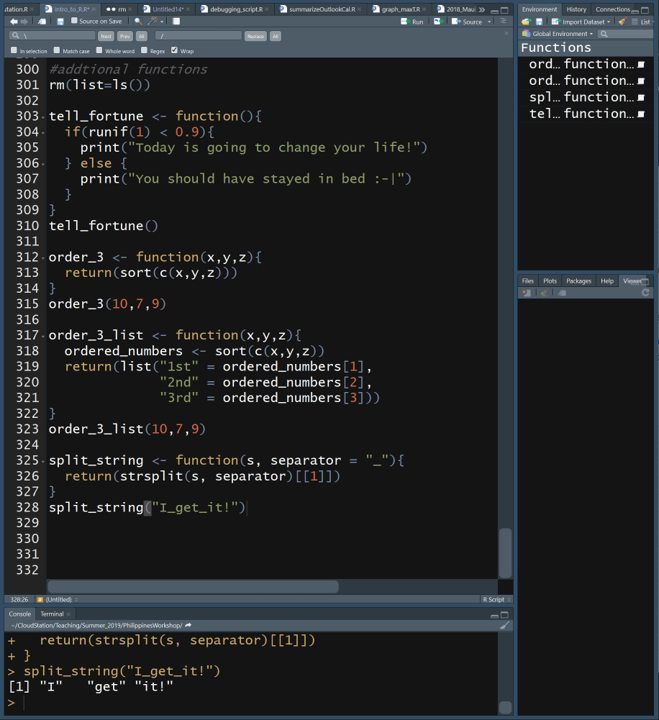 station.R × intro_to_R.R* × rm × Untitled14* × debugging_script.R × summarizeOutlookCal.R × graph_maxT.R × 2018_Maui
Source on Save Run Source
\ Next Prev All / Replace All
In selection Match case Whole word Regex Wrap
300 #addtional functions
301 rm(list=ls())
302
303 tell_fortune <- function(){
304   if(runif(1) < 0.9){
305     print("Today is going to change your life!")
306   } else {
307     print("You should have stayed in bed :-|")
308   }
309 }
310 tell_fortune()
311
312 order_3 <- function(x,y,z){
313   return(sort(c(x,y,z)))
314 }
315 order_3(10,7,9)
316
317 order_3_list <- function(x,y,z){
318   ordered_numbers <- sort(c(x,y,z))
319   return(list("1st" = ordered_numbers[1],
320               "2nd" = ordered_numbers[2],
321               "3rd" = ordered_numbers[3]))
322 }
323 order_3_list(10,7,9)
324
325 split_string <- function(s, separator = "_"){
326   return(strsplit(s, separator)[[1]])
327 }
328 split_string("I_get_it!")
329
330
331
332
328:26 (Untitled) R Script
Console Terminal ×
~/CloudStation/Teaching/Summer_2019/PhilippinesWorkshop/
+   return(strsplit(s, separator)[[1]])
+ }
> split_string("I_get_it!")
[1] "I"   "get" "it!"
>
Environment History Connections
Import Dataset List
Global Environment
Functions
ord… function…
ord… function…
spl… function…
tel… function…
Files Plots Packages Help Viewer